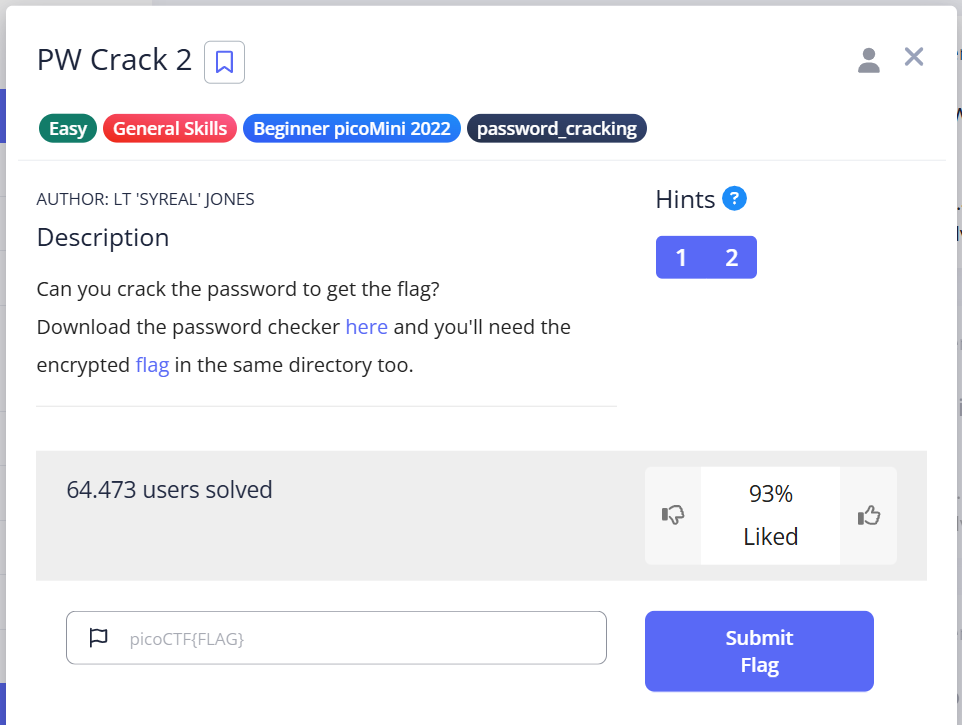 PW Crack 2
Easy General Skills Beginner picoMini 2022 password_cracking
AUTHOR: LT 'SYREAL' JONES
Description
Can you crack the password to get the flag?
Download the password checker here and you'll need the
encrypted flag in the same directory too.
Hints ?
1 2
64.473 users solved
93%
Liked
picoCTF{FLAG}
Submit
Flag